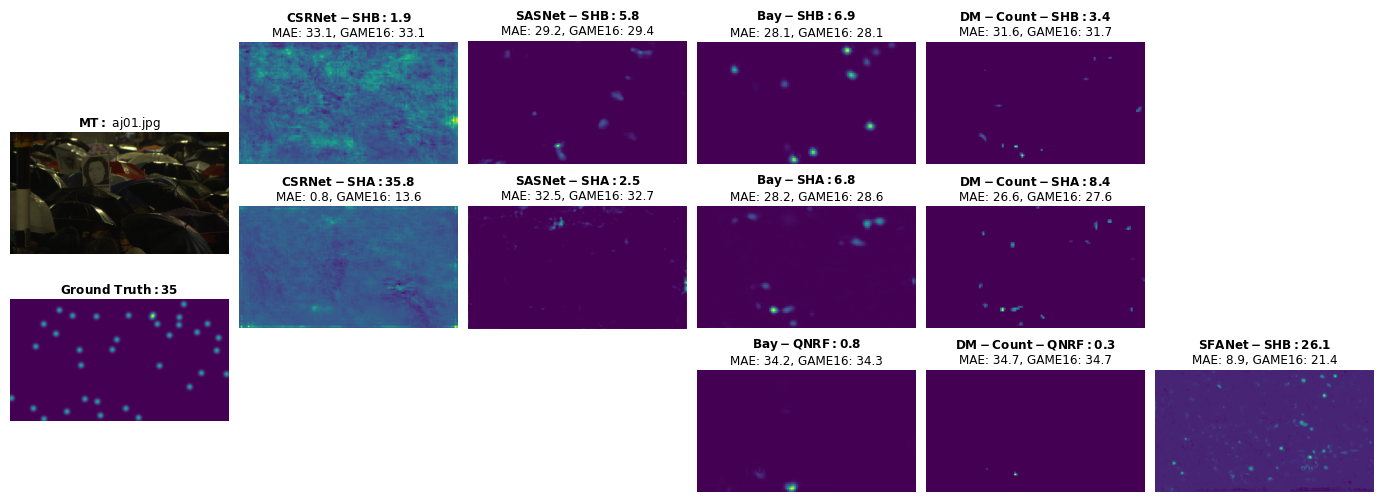 CSRNet − SHB : 1.9
MAE: 33.1, GAME16: 33.1
SASNet − SHB : 5.8
MAE: 29.2, GAME16: 29.4
Bay − SHB : 6.9
MAE: 28.1, GAME16: 28.1
DM − Count − SHB : 3.4
MAE: 31.6, GAME16: 31.7
MT : aj01.jpg
CSRNet − SHA : 35.8
MAE: 0.8, GAME16: 13.6
SASNet − SHA : 2.5
MAE: 32.5, GAME16: 32.7
Bay − SHA : 6.8
MAE: 28.2, GAME16: 28.6
DM − Count − SHA : 8.4
MAE: 26.6, GAME16: 27.6
Ground Truth : 35
Bay − QNRF : 0.8
MAE: 34.2, GAME16: 34.3
DM − Count − QNRF : 0.3
MAE: 34.7, GAME16: 34.7
SFANet − SHB : 26.1
MAE: 8.9, GAME16: 21.4